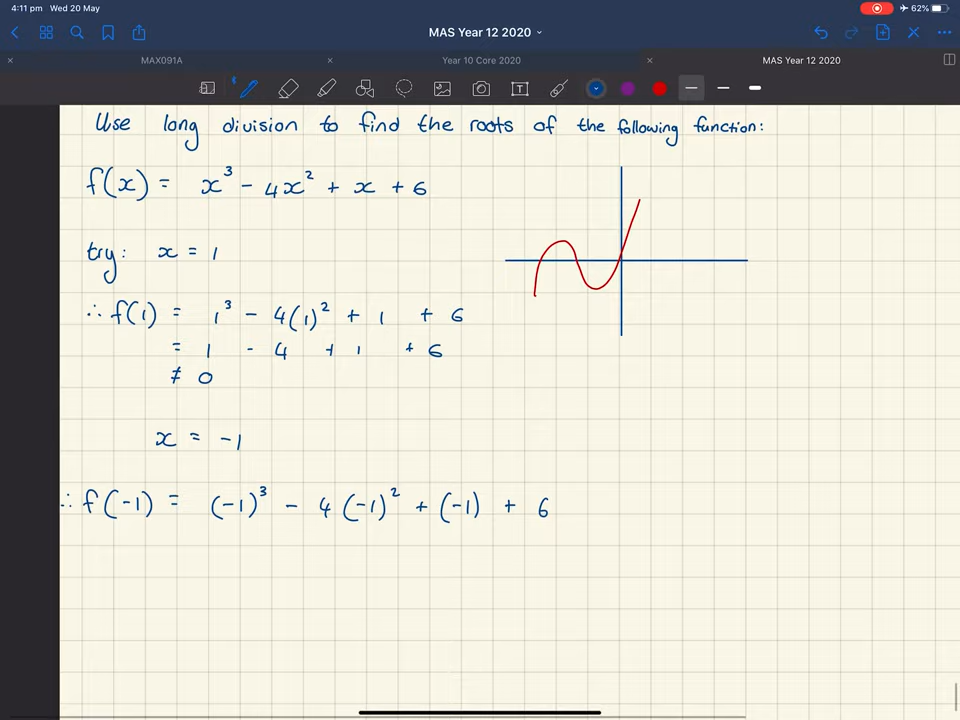 4:11 pm Wed 20 May
62%
MAS Year 12 2020
MAX091A
Year 10 Core 2020
MAS Year 12 2020
Use long division to find the roots of the following function:
f(x) = x³ - 4x² + x + 6
try: x = 1
∴ f(1) = 1³ - 4(1)² + 1 + 6
= 1 - 4 + 1 + 6
≠ 0
x = -1
∴ f(-1) = (-1)³ - 4(-1)² + (-1) + 6